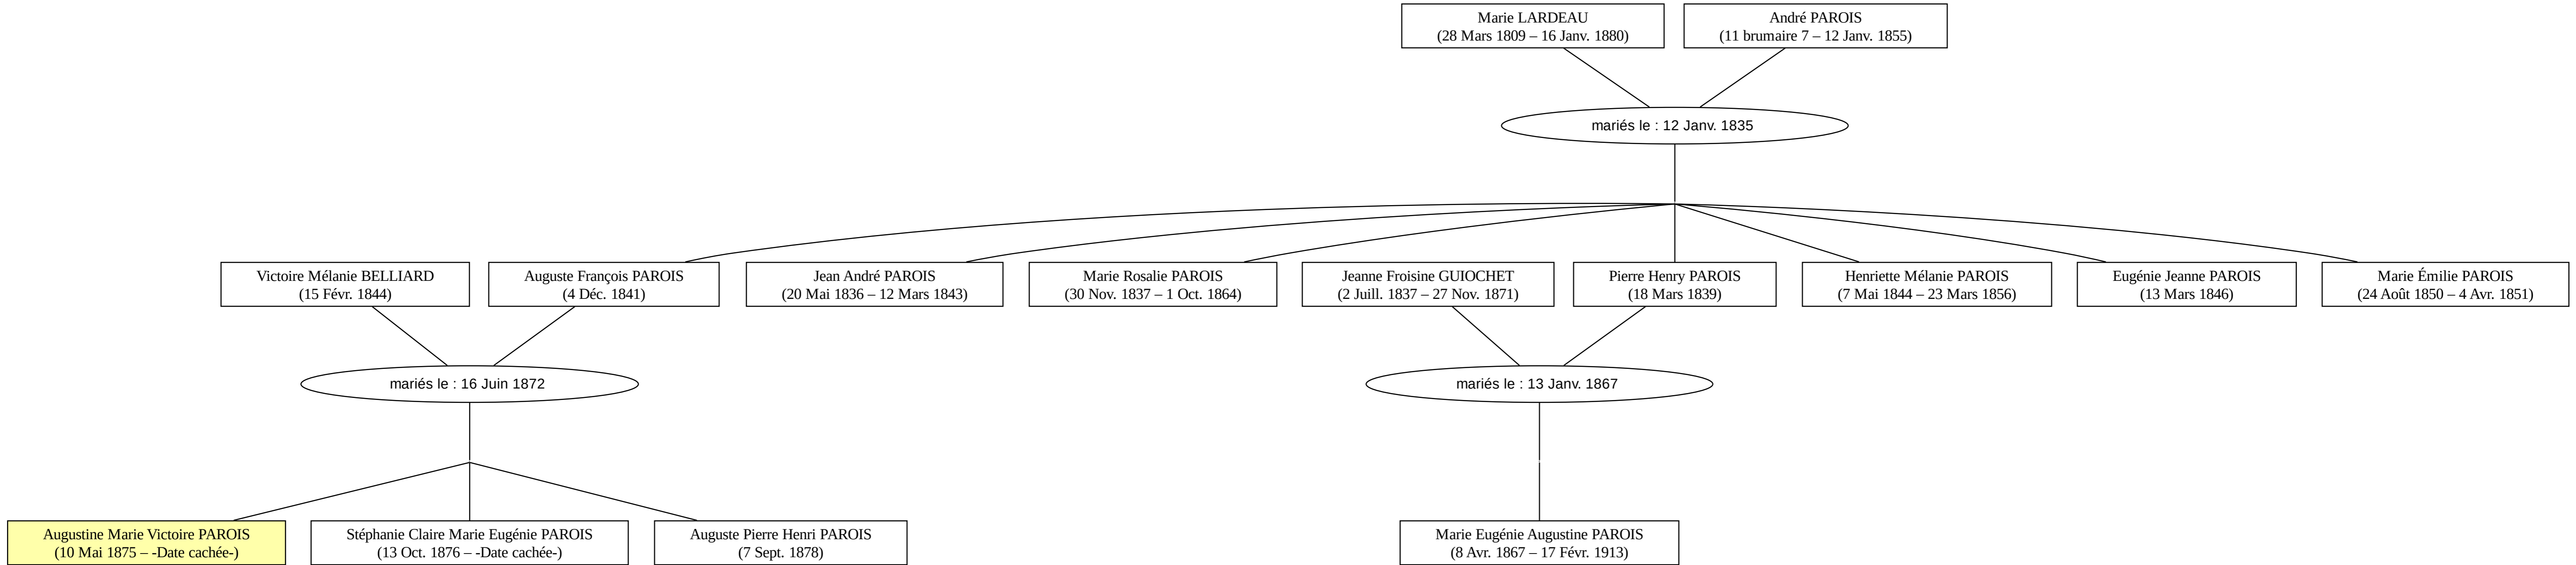 Marie LARDEAU
(28 Mars 1809 – 16 Janv. 1880)
André PAROIS
(11 brumaire 7 – 12 Janv. 1855)
mariés le : 12 Janv. 1835
Victoire Mélanie BELLIARD
(15 Févr. 1844)
Auguste François PAROIS
(4 Déc. 1841)
Jean André PAROIS
(20 Mai 1836 – 12 Mars 1843)
Marie Rosalie PAROIS
(30 Nov. 1837 – 1 Oct. 1864)
Jeanne Froisine GUIOCHET
(2 Juill. 1837 – 27 Nov. 1871)
Pierre Henry PAROIS
(18 Mars 1839)
Henriette Mélanie PAROIS
(7 Mai 1844 – 23 Mars 1856)
Eugénie Jeanne PAROIS
(13 Mars 1846)
Marie Émilie PAROIS
(24 Août 1850 – 4 Avr. 1851)
mariés le : 16 Juin 1872
mariés le : 13 Janv. 1867
Augustine Marie Victoire PAROIS
(10 Mai 1875 – -Date cachée-)
Stéphanie Claire Marie Eugénie PAROIS
(13 Oct. 1876 – -Date cachée-)
Auguste Pierre Henri PAROIS
(7 Sept. 1878)
Marie Eugénie Augustine PAROIS
(8 Avr. 1867 – 17 Févr. 1913)